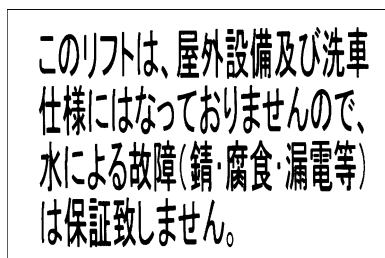 このリフトは、屋外設備及び洗車
仕様にはなっておりませんので、
水による故障(錆･腐食･漏電等)
は保証致しません。